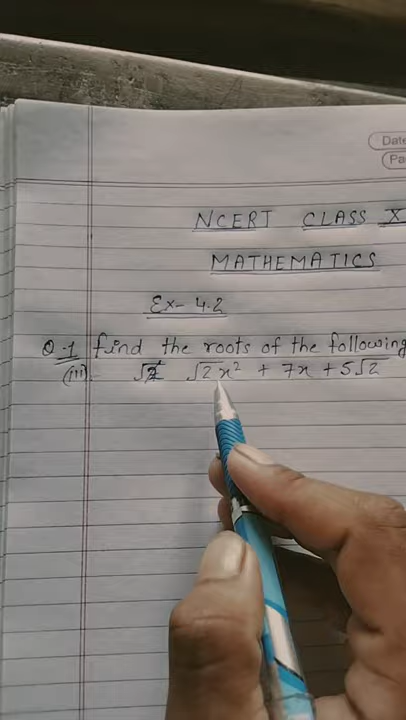 Date
Pa
NCERT CLASS X
MATHEMATICS
Ex- 4.2
Q.1 find the roots of the following
(iii) √2x² + 7x + 5√2